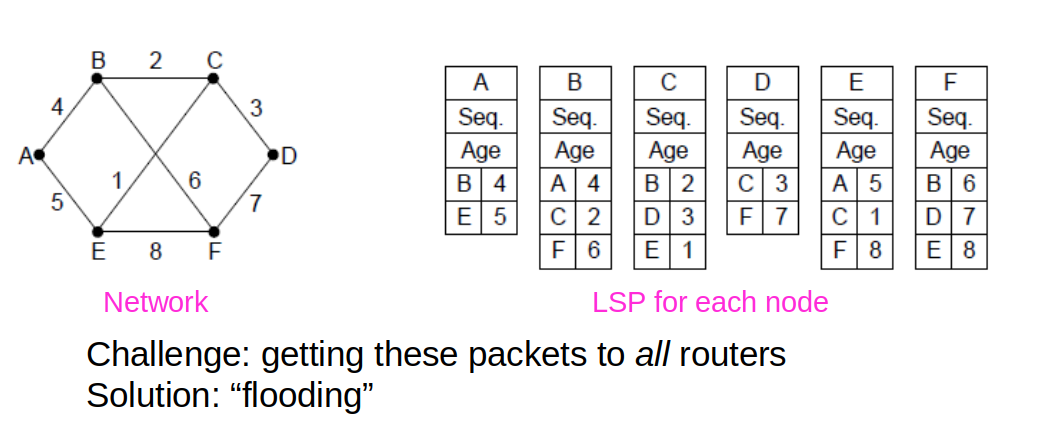 B 2 C
4 3
A D
1 6
5 7
E 8 F
Network
A B C D E F
Seq. Seq. Seq. Seq. Seq. Seq.
Age Age Age Age Age Age
B 4 A 4 B 2 C 3 A 5 B 6
E 5 C 2 D 3 F 7 C 1 D 7
F 6 E 1 F 8 E 8
LSP for each node
Challenge: getting these packets to all routers
Solution: “flooding”